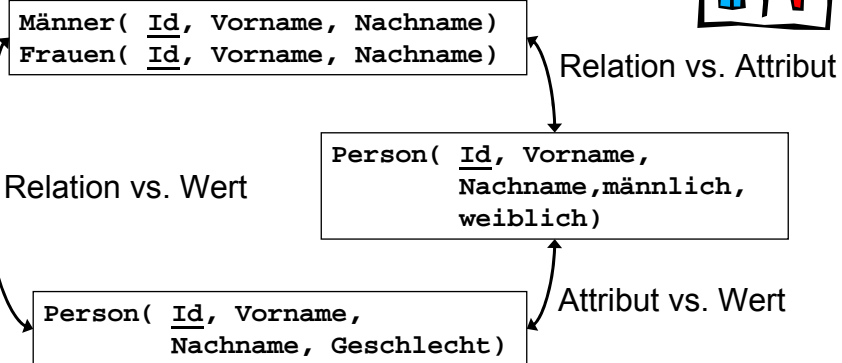 Männer( Id, Vorname, Nachname)
Frauen( Id, Vorname, Nachname)
Relation vs. Attribut
Person( Id, Vorname,
Nachname,männlich,
weiblich)
Relation vs. Wert
Attribut vs. Wert
Person( Id, Vorname,
Nachname, Geschlecht)